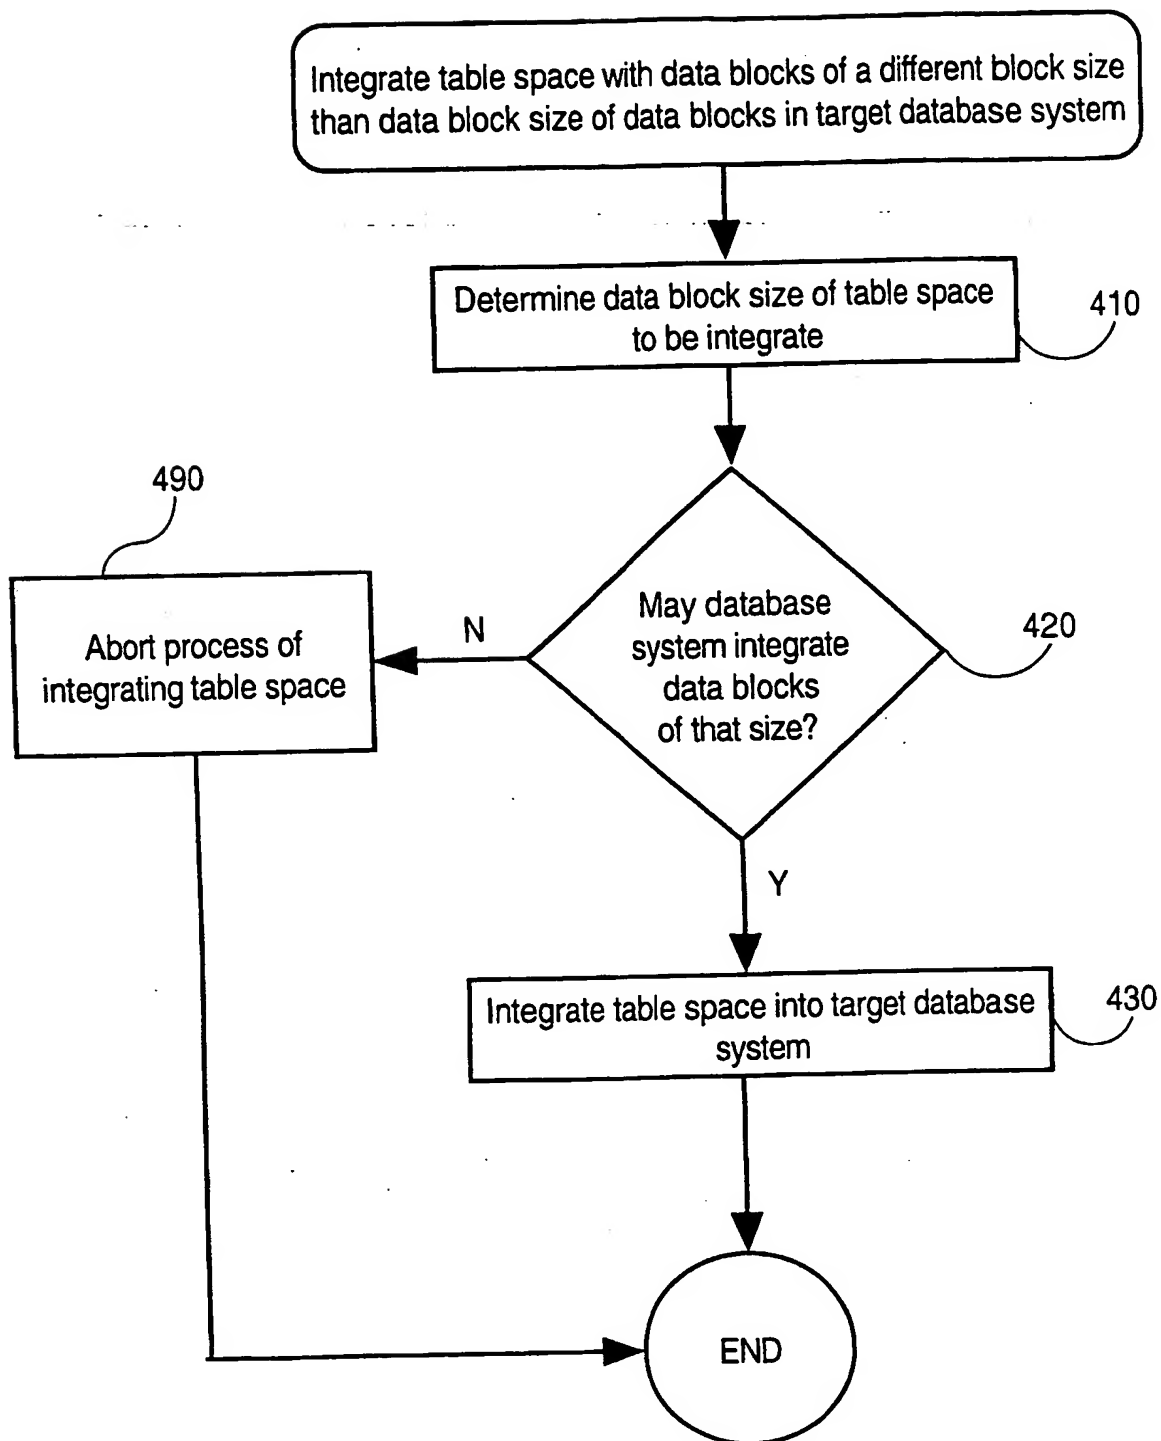 Integrate table space with data blocks of a different block size
than data block size of data blocks in target database system
Determine data block size of table space
to be integrate
410
490
May database
system integrate
data blocks
of that size?
420
N
Abort process of
integrating table space
Y
Integrate table space into target database
system
430
END